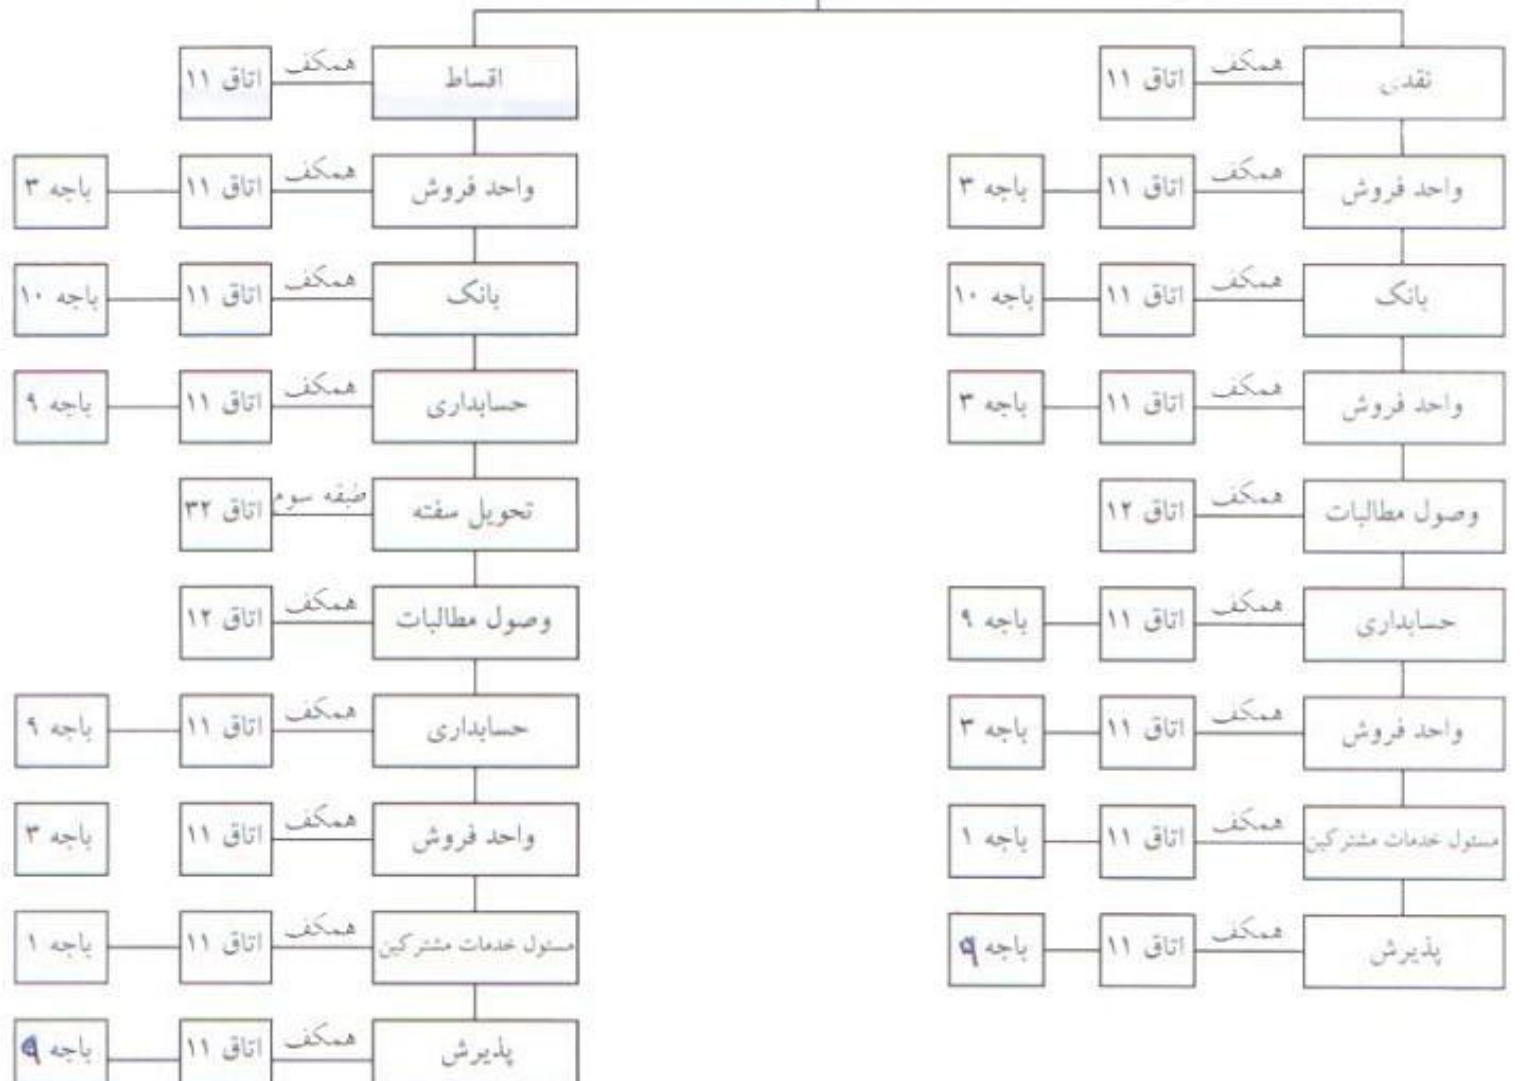 نقدی همکف اتاق ۱۱
واحد فروش همکف اتاق ۱۱ باجه ۳
بانک همکف اتاق ۱۱ باجه ۱۰
واحد فروش همکف اتاق ۱۱ باجه ۳
وصول مطالبات همکف اتاق ۱۲
حسابداری همکف اتاق ۱۱ باجه ۹
واحد فروش همکف اتاق ۱۱ باجه ۳
مسئول خدمات مشترکین همکف اتاق ۱۱ باجه ۱
پذیرش همکف اتاق ۱۱ باجه ۹
اقساط همکف اتاق ۱۱
واحد فروش همکف اتاق ۱۱ باجه ۳
بانک همکف اتاق ۱۱ باجه ۱۰
حسابداری همکف اتاق ۱۱ باجه ۹
تحویل سفته طبقه سوم اتاق ۳۲
وصول مطالبات همکف اتاق ۱۲
حسابداری همکف اتاق ۱۱ باجه ۹
واحد فروش همکف اتاق ۱۱ باجه ۳
مسئول خدمات مشترکین همکف اتاق ۱۱ باجه ۱
پذیرش همکف اتاق ۱۱ باجه